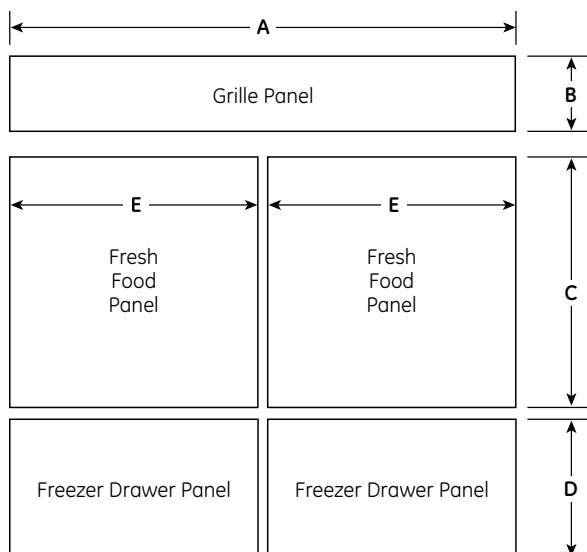 A
Grille Panel
B
E
E
Fresh
Food
Panel
Fresh
Food
Panel
C
Freezer Drawer Panel
Freezer Drawer Panel
D